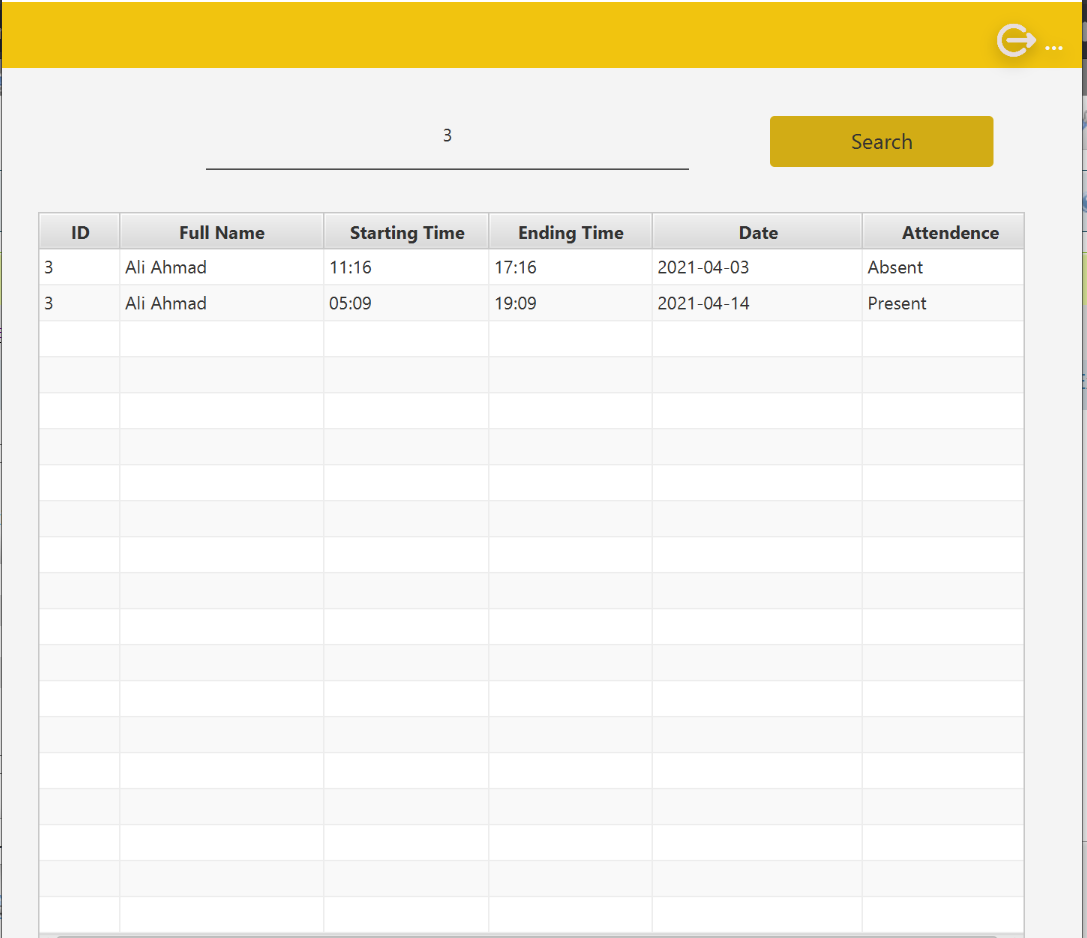 ...
3
Search
ID Full Name Starting Time Ending Time Date Attendence
3 Ali Ahmad 11:16 17:16 2021-04-03 Absent
3 Ali Ahmad 05:09 19:09 2021-04-14 Present